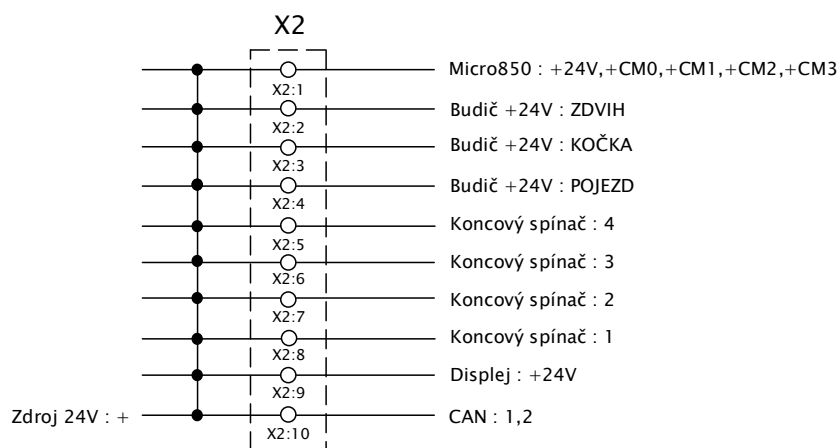 X2
Micro850 : +24V,+CM0,+CM1,+CM2,+CM3
X2:1
Budič +24V : ZDVIH
X2:2
Budič +24V : KOČKA
X2:3
Budič +24V : POJEZD
X2:4
Koncový spínač : 4
X2:5
Koncový spínač : 3
X2:6
Koncový spínač : 2
X2:7
Koncový spínač : 1
X2:8
Displej : +24V
X2:9
Zdroj 24V : + CAN : 1,2
X2:10